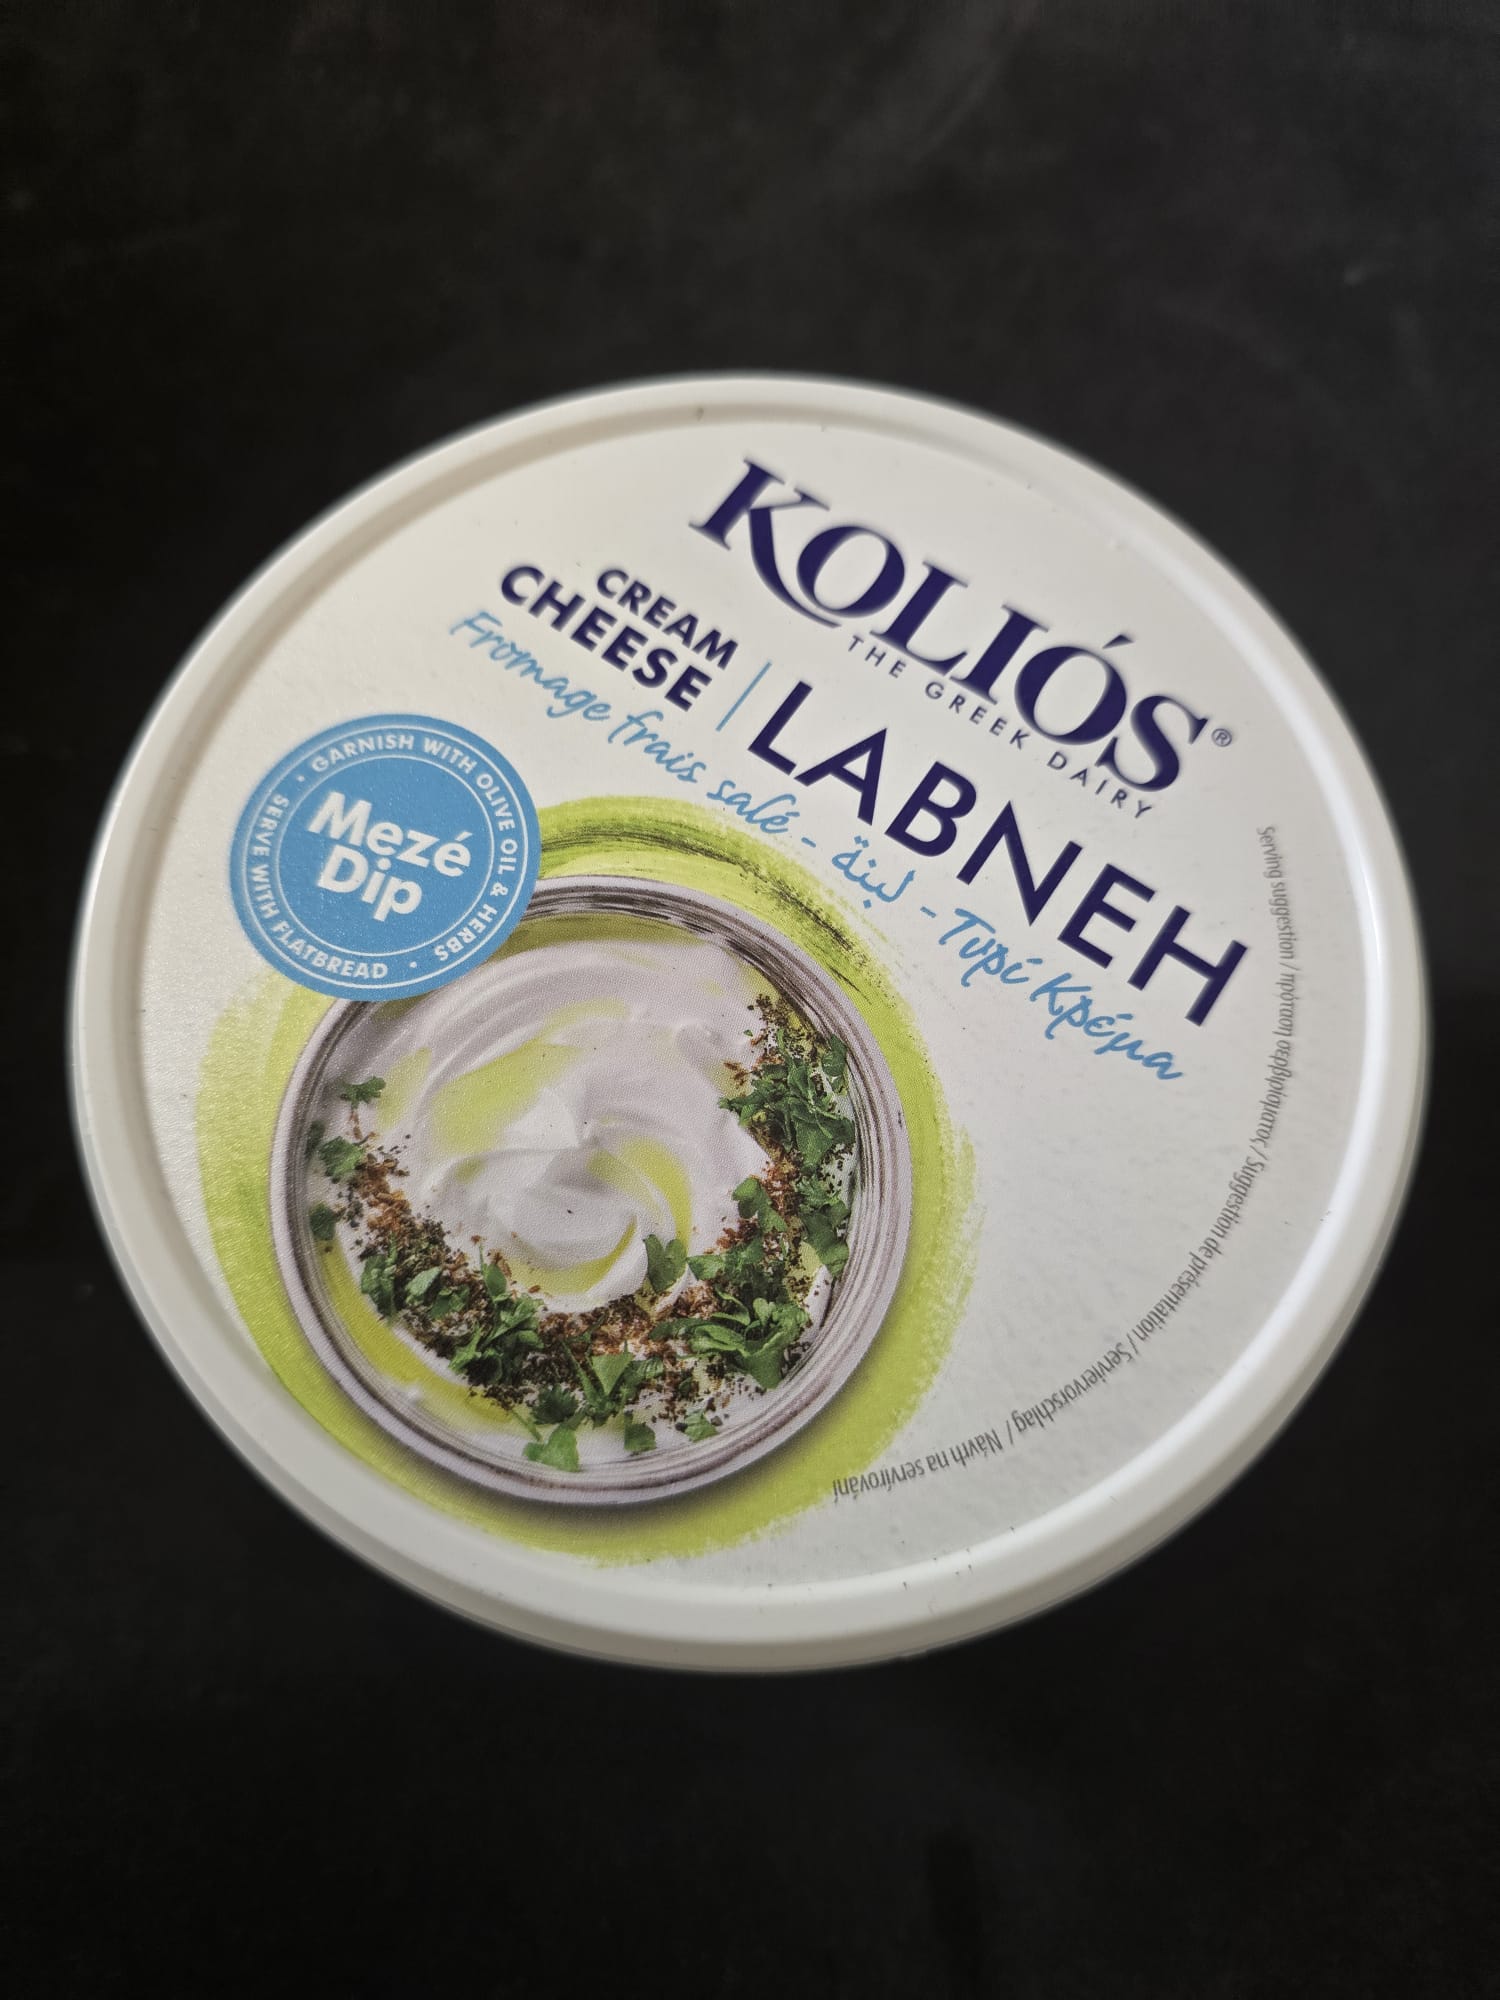 KOLIÓS®
THE GREEK DAIRY
CREAM
CHEESE
LABNEH
Fromage frais salé - لبنة - Τυρί Κρέμα
GARNISH WITH OLIVE OIL & HERBS •
SERVE WITH FLATBREAD •
Mezé
Dip
Serving suggestion / πρόταση σερβιρίσματος / Suggestion de présentation / Serviervorschlag / Návrh na servírování